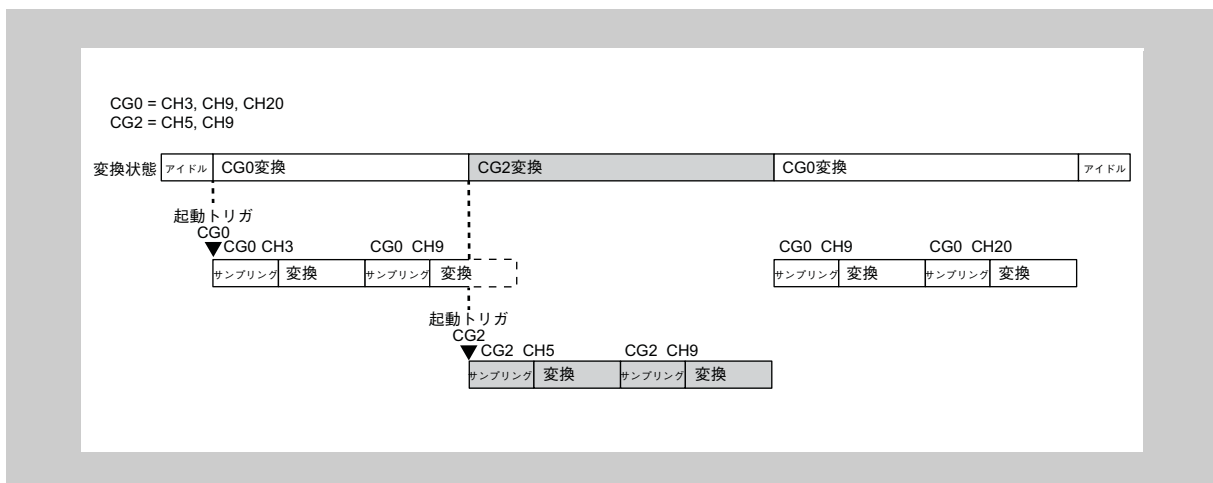 CG0 = CH3, CH9, CH20
CG2 = CH5, CH9
変換状態 アイドル CG0変換 CG2変換 CG0変換 アイドル
起動トリガ
CG0
CG0 CH3 CG0 CH9 CG0 CH9 CG0 CH20
サンプリング 変換 サンプリング 変換 サンプリング 変換 サンプリング 変換
起動トリガ
CG2
CG2 CH5 CG2 CH9
サンプリング 変換 サンプリング 変換